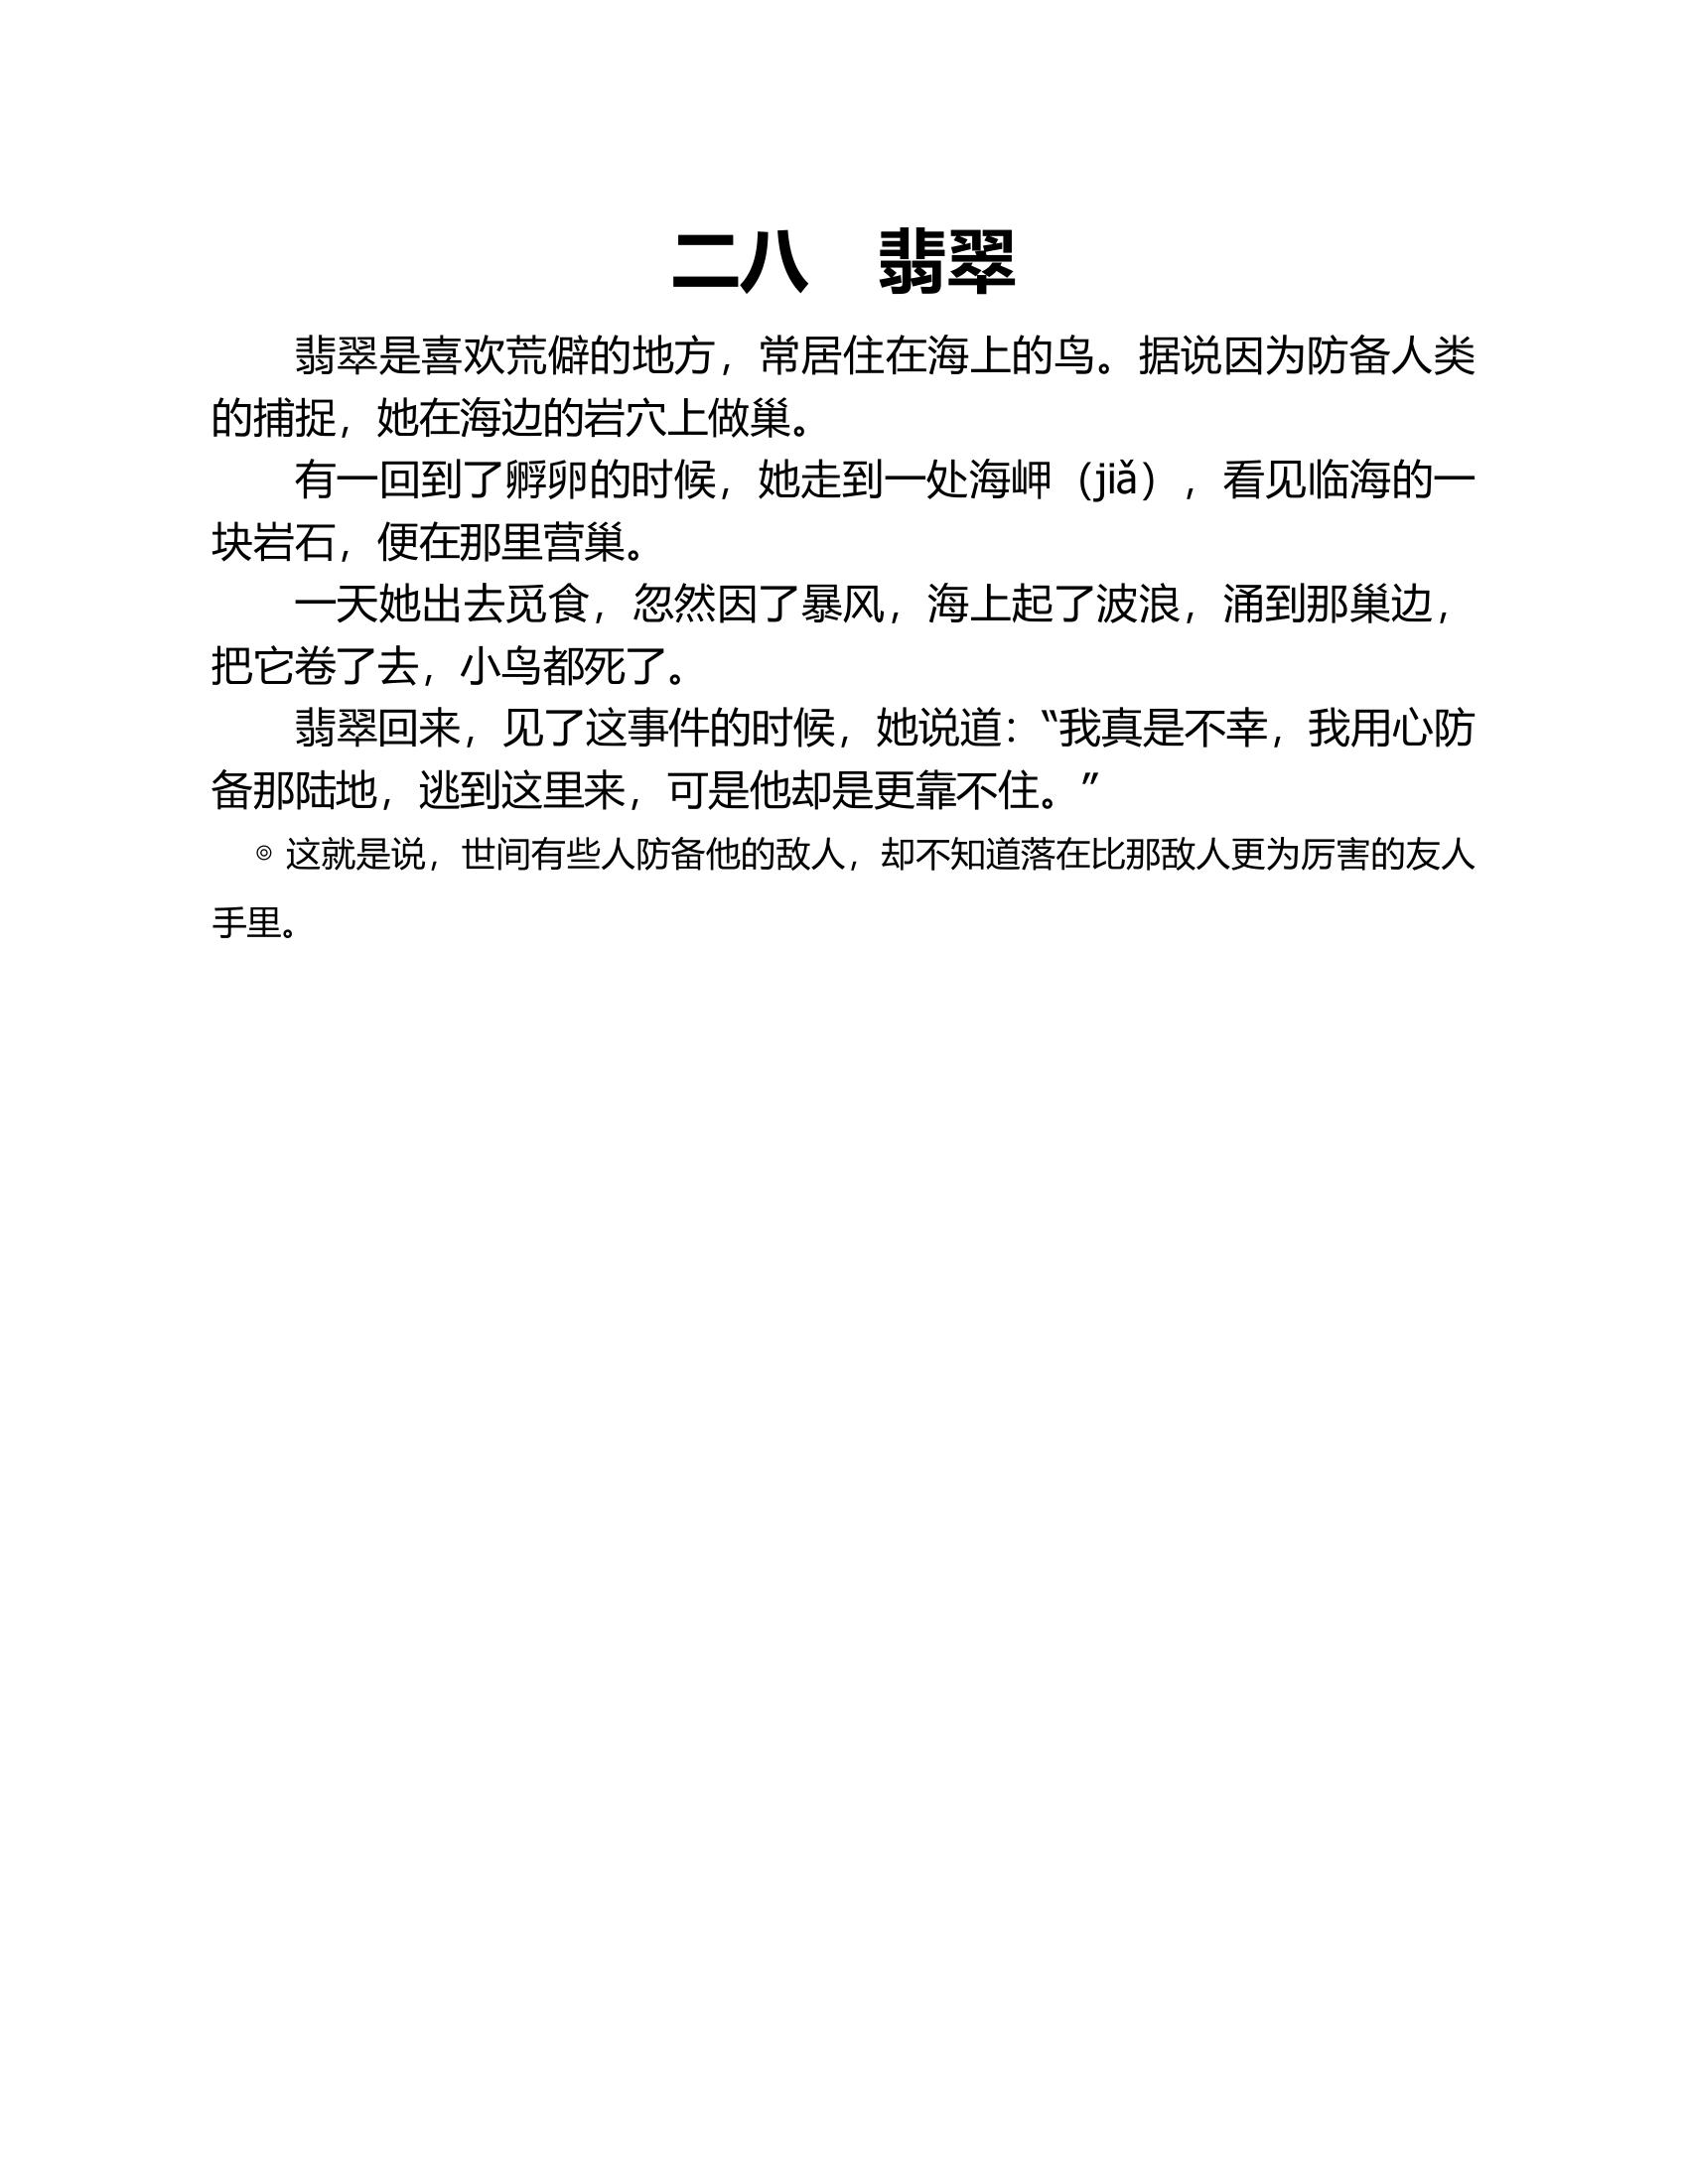 二八　翡翠
翡翠是喜欢荒僻的地方，常居住在海上的鸟。据说因为防备人类
的捕捉，她在海边的岩穴上做巢。
有一回到了孵卵的时候，她走到一处海岬（jiǎ），看见临海的一
块岩石，便在那里营巢。
一天她出去觅食，忽然因了暴风，海上起了波浪，涌到那巢边，
把它卷了去，小鸟都死了。
翡翠回来，见了这事件的时候，她说道：“我真是不幸，我用心防
备那陆地，逃到这里来，可是他却是更靠不住。”
◎ 这就是说，世间有些人防备他的敌人，却不知道落在比那敌人更为厉害的友人
手里。